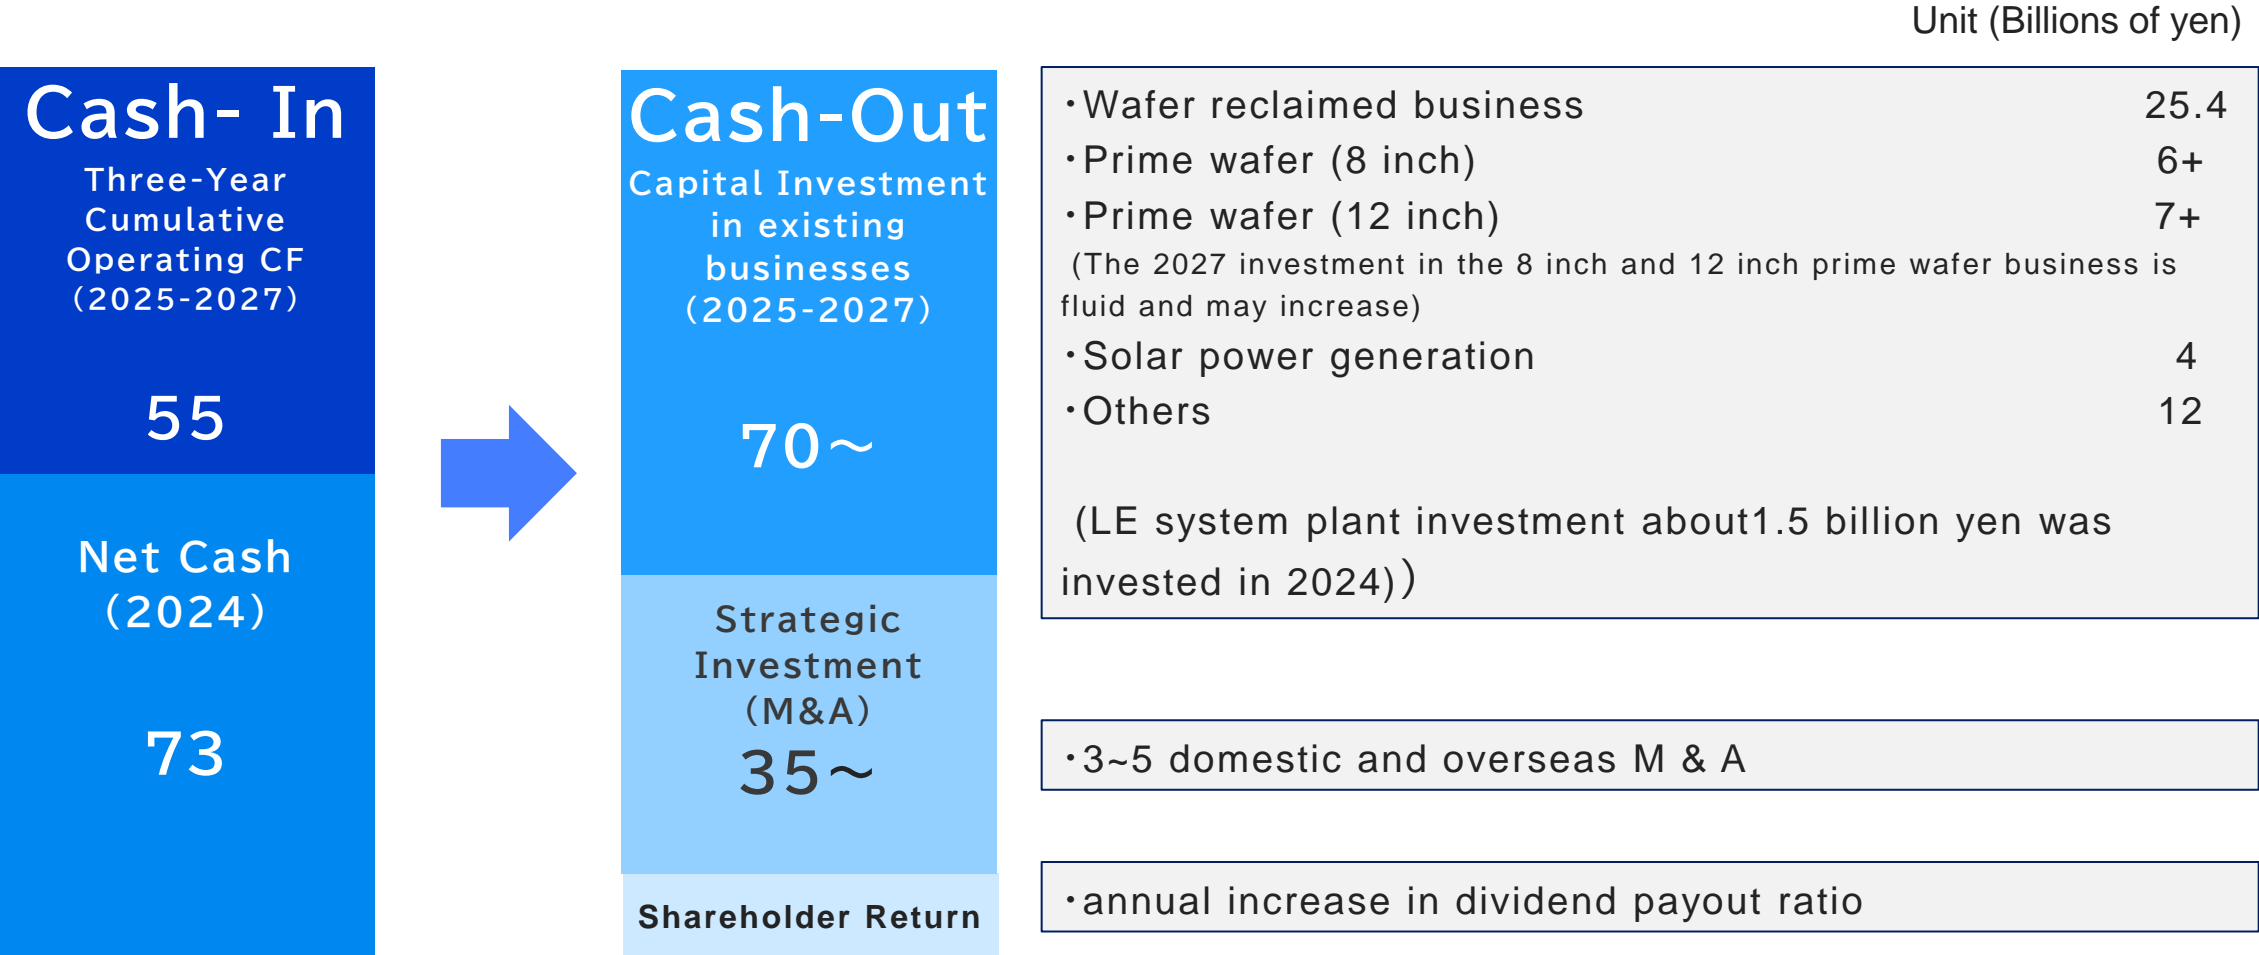 Unit (Billions of yen)
Cash- In
Three-Year
Cumulative
Operating CF
（2025-2027）
55
Net Cash
（2024）
73
Cash-Out
Capital Investment
in existing
businesses
（2025-2027）
70～
Strategic
Investment
（M&A）
35～
Shareholder Return
・Wafer reclaimed business 25.4
・Prime wafer (8 inch) 6+
・Prime wafer (12 inch) 7+
(The 2027 investment in the 8 inch and 12 inch prime wafer business is
fluid and may increase)
・Solar power generation 4
・Others 12
(LE system plant investment about1.5 billion yen was
invested in 2024)）
・3~5 domestic and overseas M & A
・annual increase in dividend payout ratio